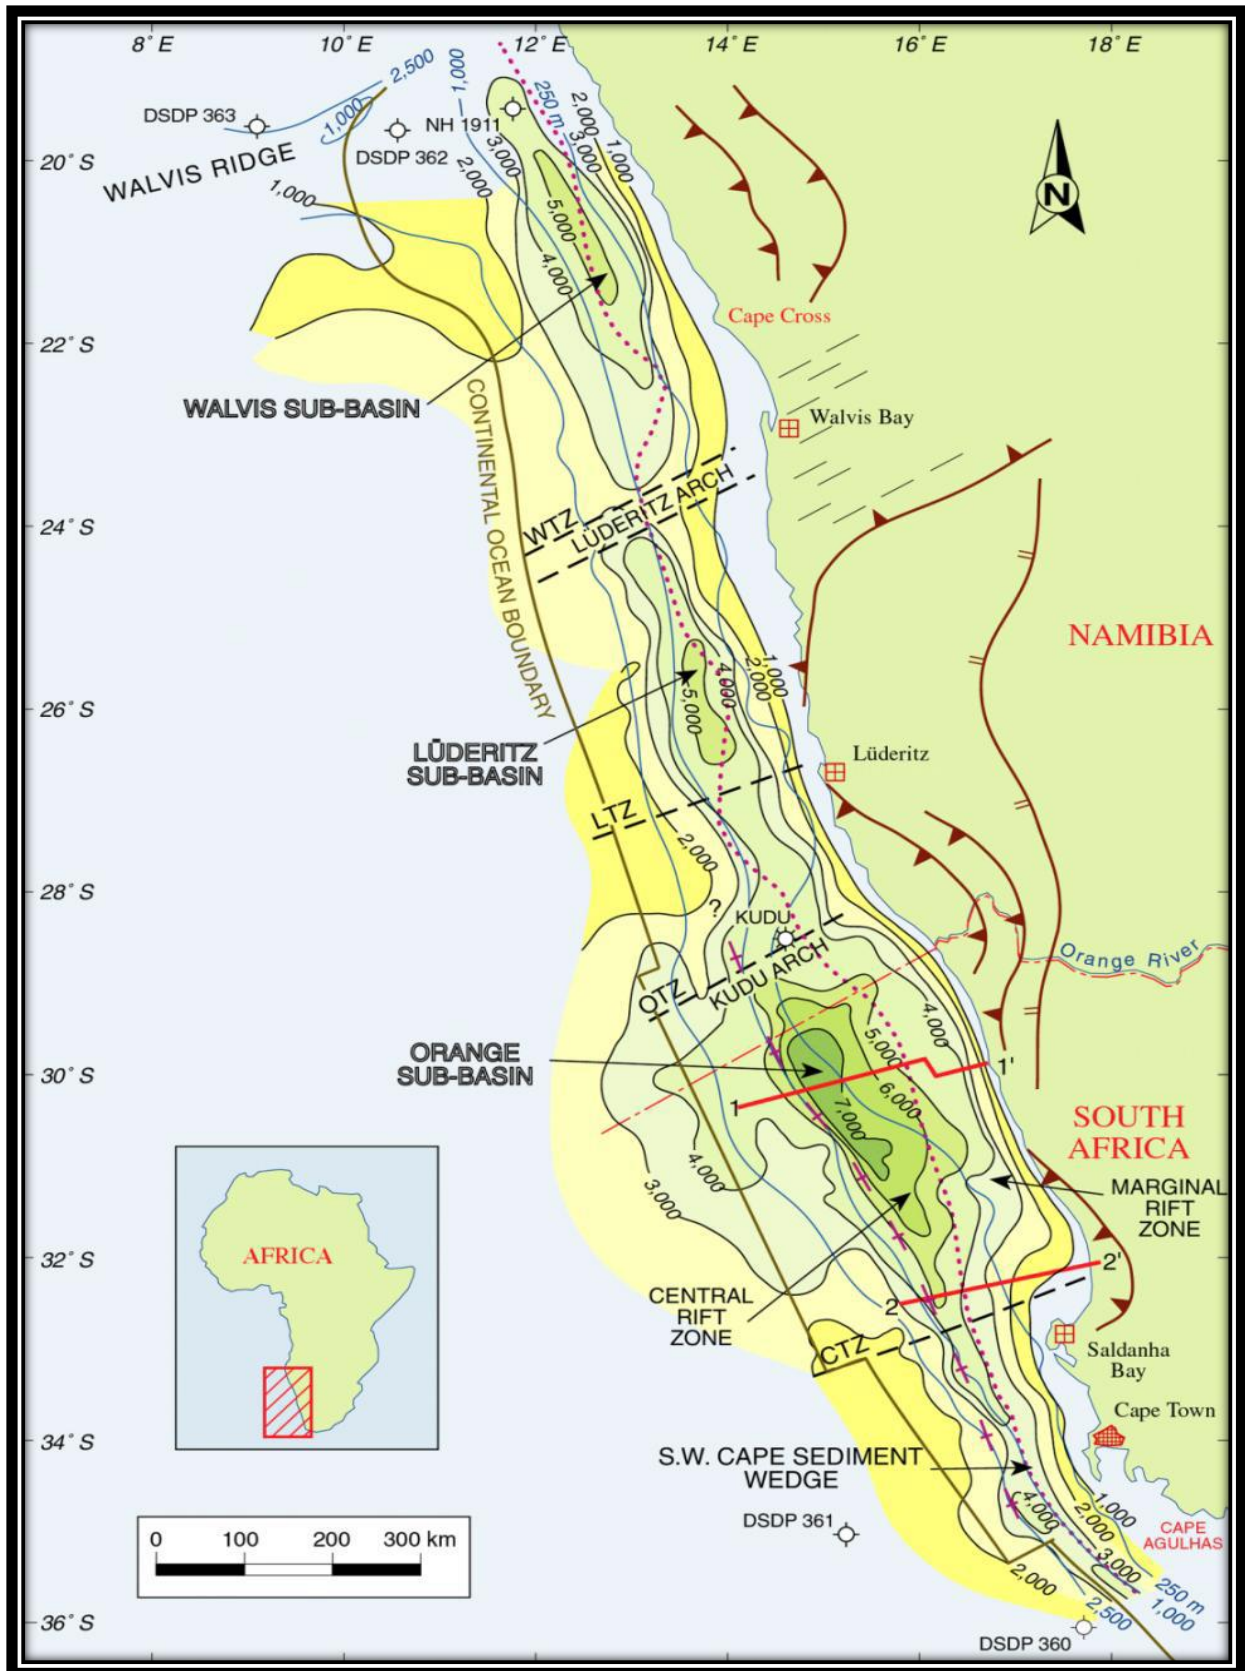 8° E
10° E
12° E
14° E
16° E
18° E
20° S
22° S
24° S
26° S
28° S
30° S
32° S
34° S
36° S
2,500
1,000
1,000
250 m
2,000
3,000
1,000
DSDP 363
DSDP 362
NH 1911
WALVIS RIDGE
1,000
3,000
2,000
5,000
4,000
N
Cape Cross
WALVIS SUB-BASIN
Walvis Bay
CONTINENTAL OCEAN BOUNDARY
WTZ
LÜDERITZ ARCH
NAMIBIA
1,000
2,000
4,000
5,000
LÜDERITZ
SUB-BASIN
Lüderitz
LTZ
2,000
?
KUDU
KUDU ARCH
OTZ
Orange River
4,000
5,000
6,000
7,000
ORANGE
SUB-BASIN
1
1'
SOUTH
AFRICA
4,000
3,000
MARGINAL
RIFT
ZONE
AFRICA
CENTRAL
RIFT
ZONE
2
2'
CTZ
Saldanha
Bay
Cape Town
S.W. CAPE SEDIMENT
WEDGE
DSDP 361
4,000
1,000
2,000
3,000
CAPE
AGULHAS
250 m
1,000
2,000
2,500
DSDP 360
0 100 200 300 km